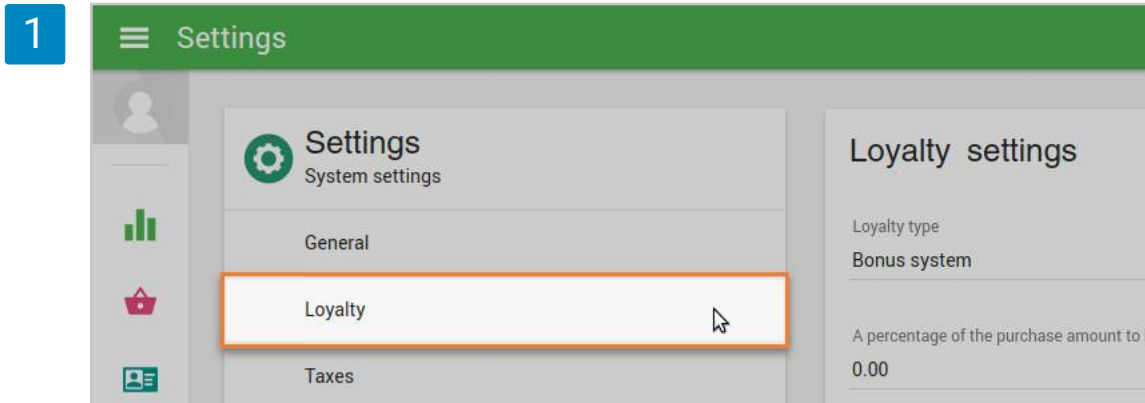 1
Settings
Settings
System settings
General
Loyalty
Taxes
Loyalty settings
Loyalty type
Bonus system
A percentage of the purchase amount to
0.00